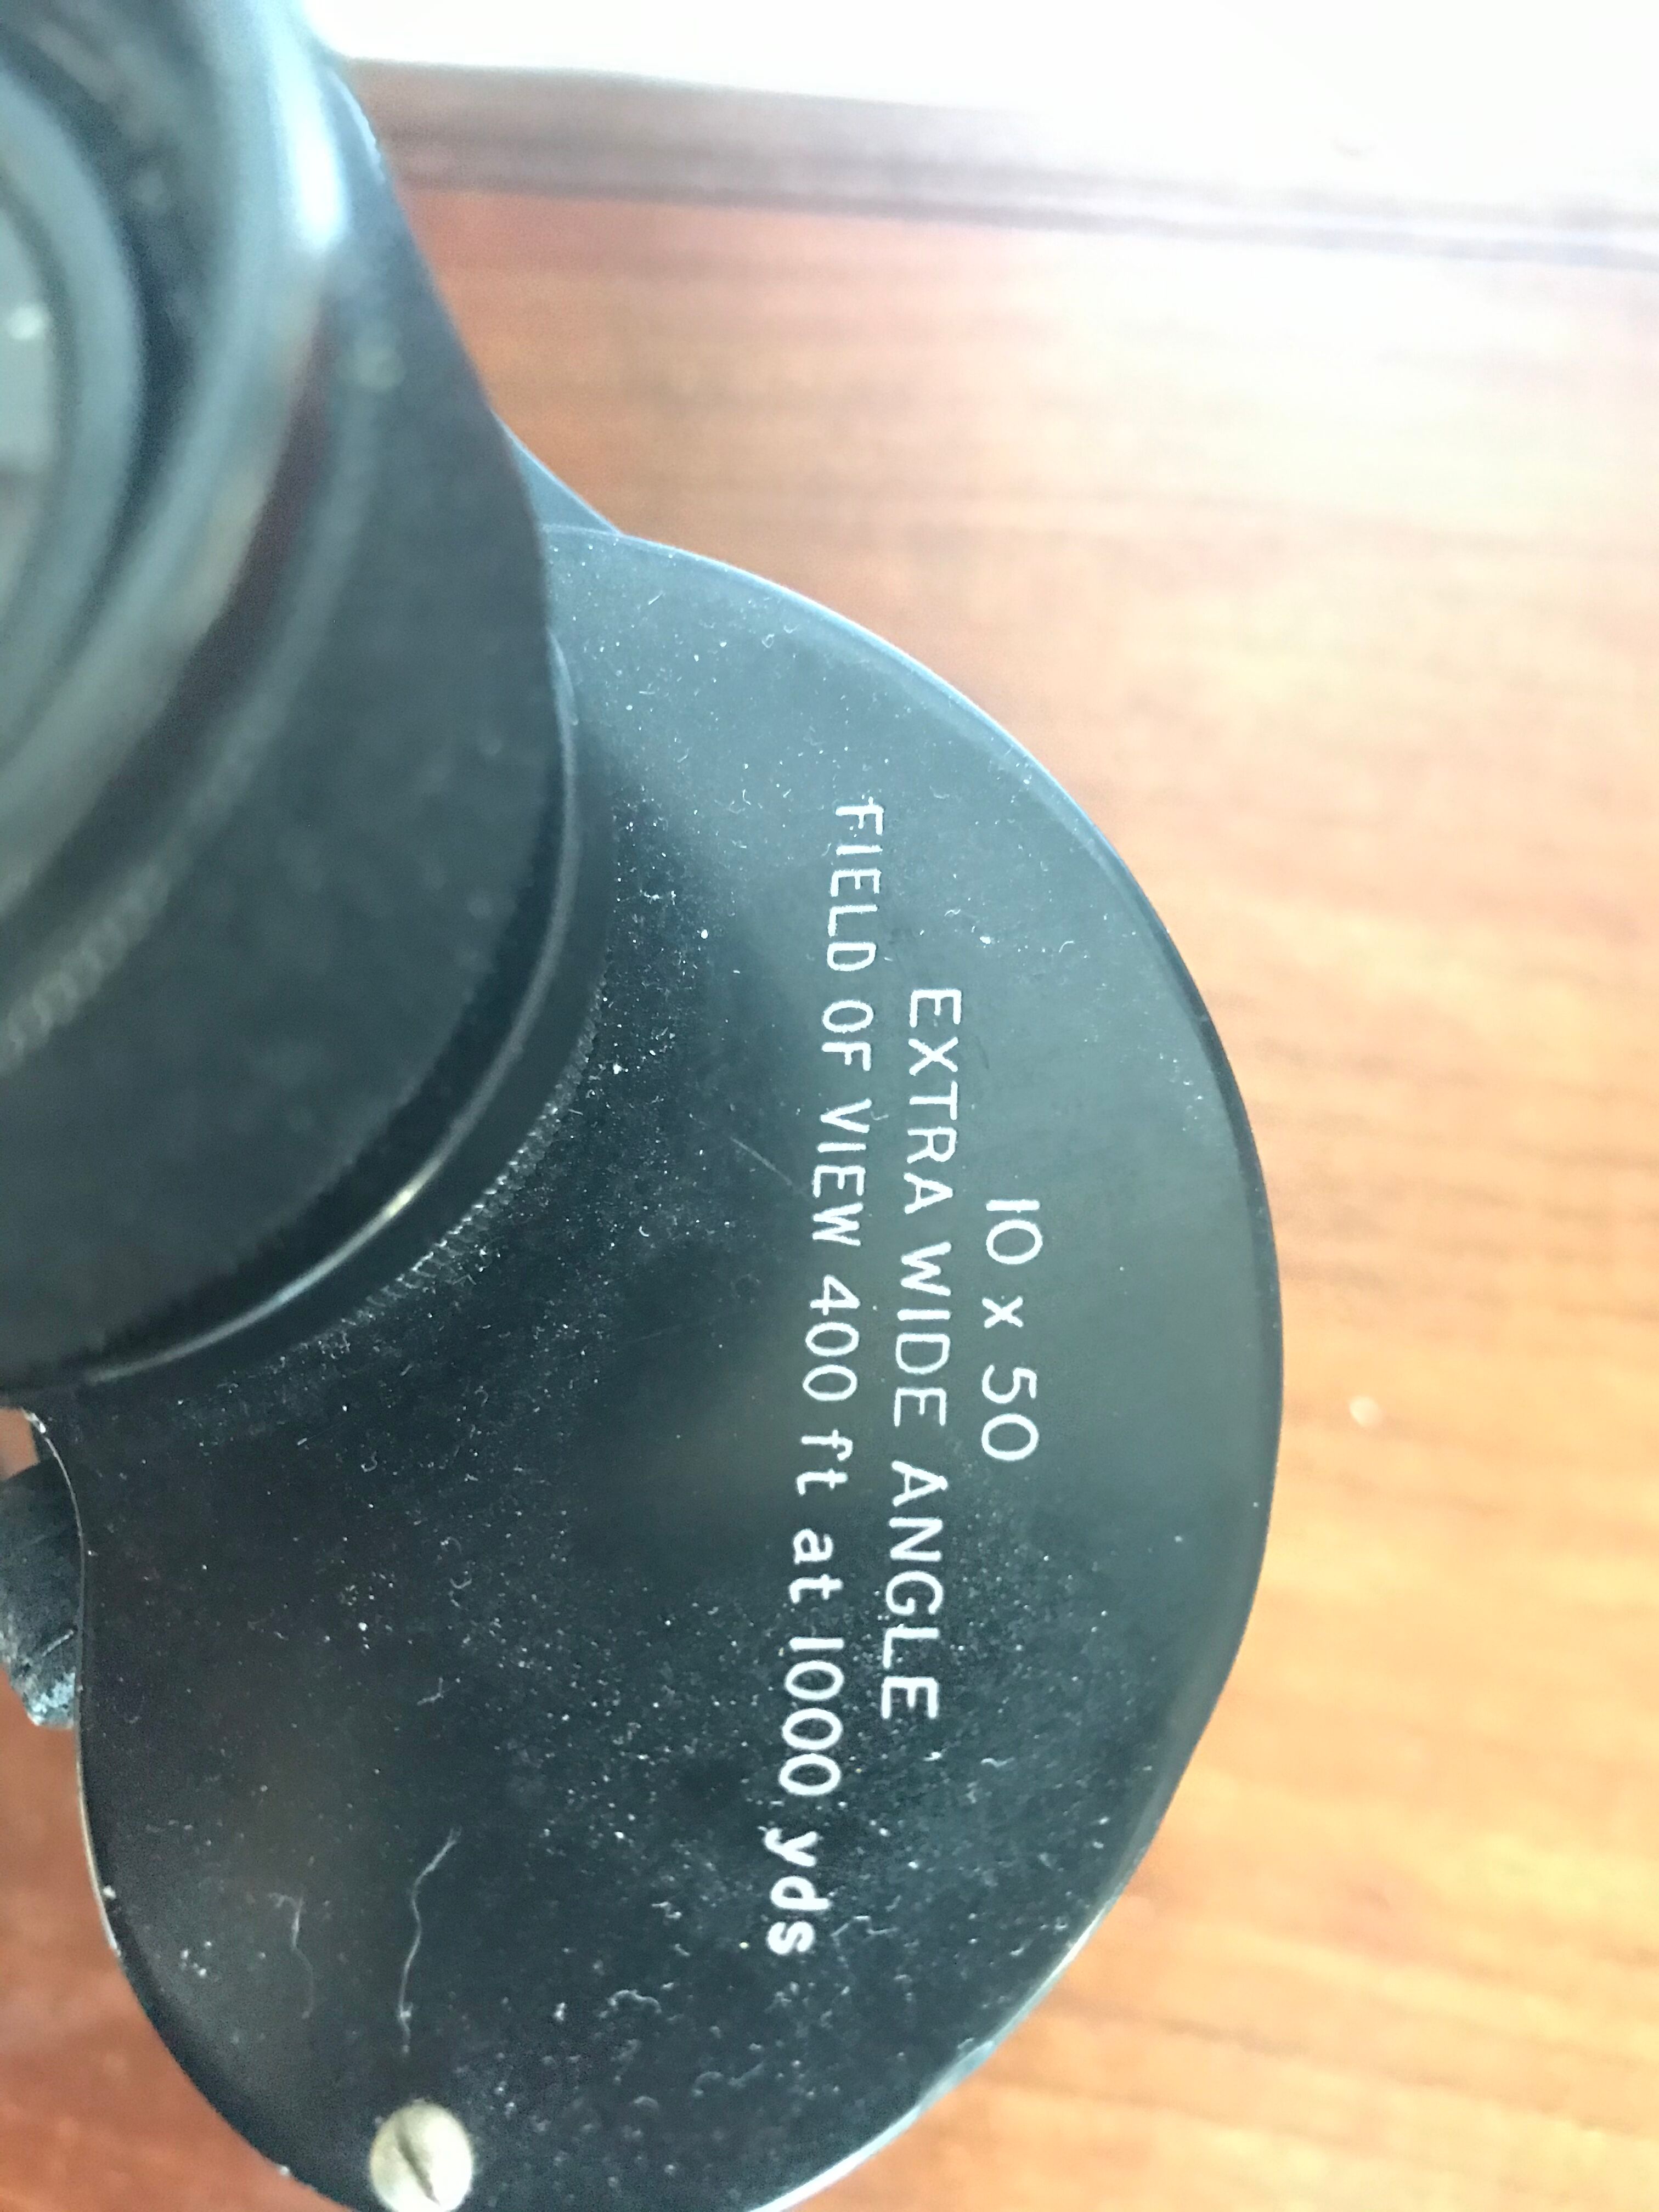 10 x 50
EXTRA WIDE ANGLE
FIELD OF VIEW 400 ft at 1000 yds